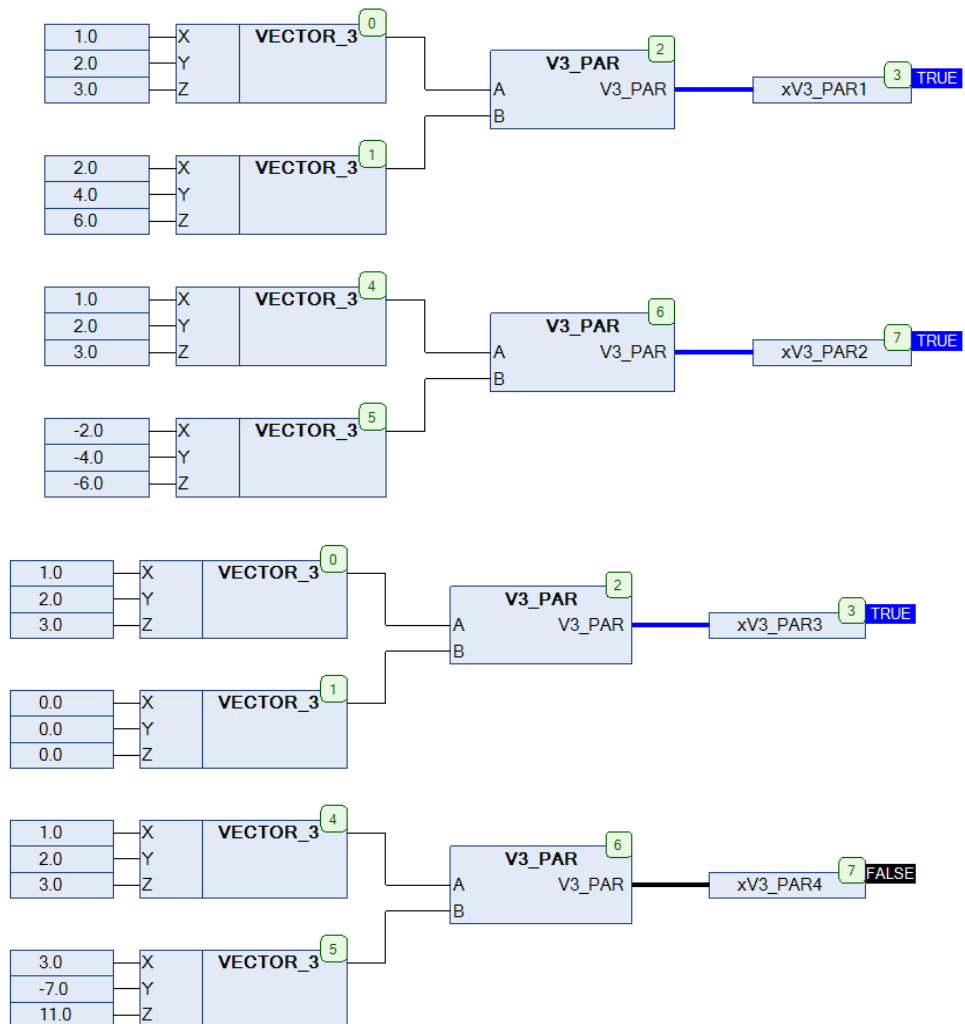 0
1.0 X VECTOR_3
2.0 Y
3.0 Z
2
V3_PAR
A V3_PAR
B
3
xV3_PAR1 TRUE
1
2.0 X VECTOR_3
4.0 Y
6.0 Z
4
1.0 X VECTOR_3
2.0 Y
3.0 Z
6
V3_PAR
A V3_PAR
B
7
xV3_PAR2 TRUE
5
-2.0 X VECTOR_3
-4.0 Y
-6.0 Z
0
1.0 X VECTOR_3
2.0 Y
3.0 Z
2
V3_PAR
A V3_PAR
B
3
xV3_PAR3 TRUE
1
0.0 X VECTOR_3
0.0 Y
0.0 Z
4
1.0 X VECTOR_3
2.0 Y
3.0 Z
6
V3_PAR
A V3_PAR
B
7
xV3_PAR4 FALSE
5
3.0 X VECTOR_3
-7.0 Y
11.0 Z